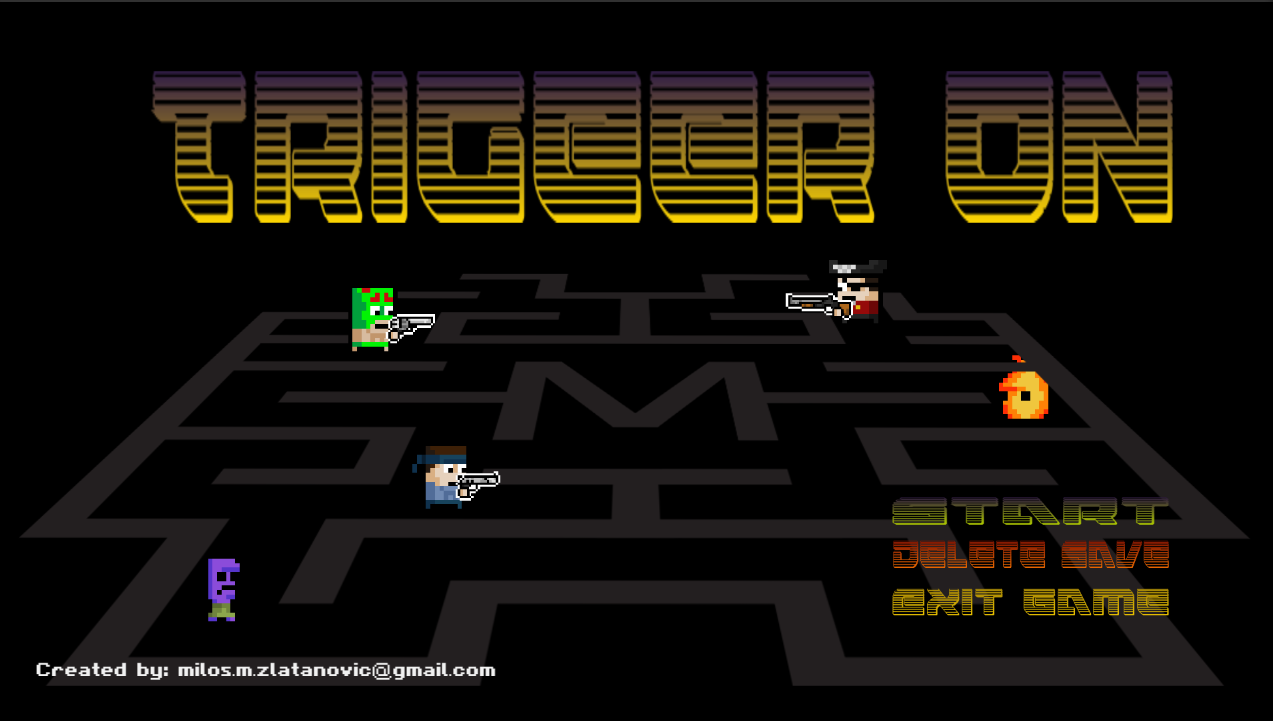 TRIGGER ON
START
DELETE SAVE
EXIT GAME
Created by: milos.m.zlatanovic@gmail.com